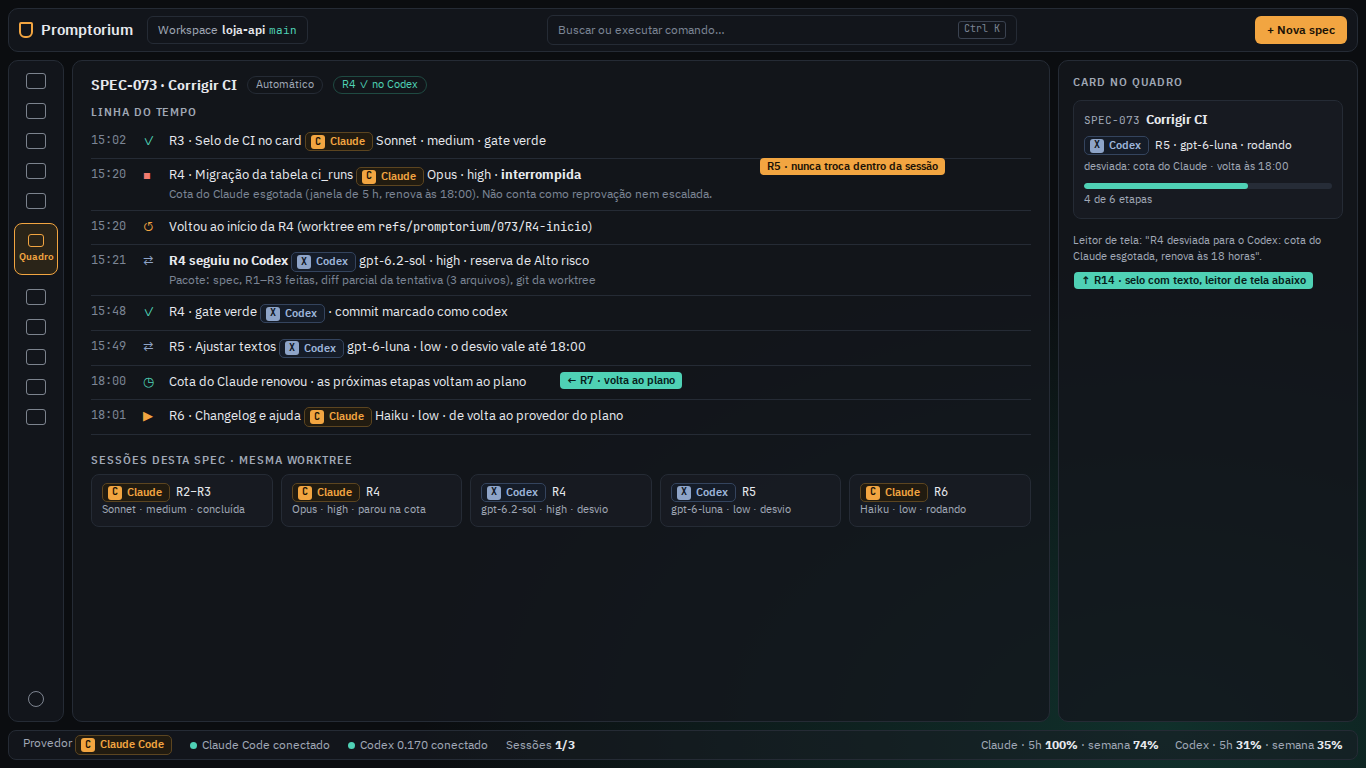 Promptorium
Workspace loja-api main
Buscar ou executar comando…
Ctrl K
+ Nova spec
Quadro
SPEC-073 · Corrigir CI
Automático
R4 ✓ no Codex
LINHA DO TEMPO
15:02 ✓ R3 · Selo de CI no card C Claude Sonnet · medium · gate verde
R5 · nunca troca dentro da sessão
15:20 ■ R4 · Migração da tabela ci_runs C Claude Opus · high · interrompida
Cota do Claude esgotada (janela de 5 h, renova às 18:00). Não conta como reprovação nem escalada.
15:20 ↺ Voltou ao início da R4 (worktree em refs/promptorium/073/R4-inicio)
15:21 ⇄ R4 seguiu no Codex X Codex gpt-6.2-sol · high · reserva de Alto risco
Pacote: spec, R1–R3 feitas, diff parcial da tentativa (3 arquivos), git da worktree
15:48 ✓ R4 · gate verde X Codex · commit marcado como codex
15:49 ⇄ R5 · Ajustar textos X Codex gpt-6-luna · low · o desvio vale até 18:00
18:00 ◷ Cota do Claude renovou · as próximas etapas voltam ao plano
← R7 · volta ao plano
18:01 ▶ R6 · Changelog e ajuda C Claude Haiku · low · de volta ao provedor do plano
SESSÕES DESTA SPEC · MESMA WORKTREE
C Claude R2–R3
Sonnet · medium · concluída
C Claude R4
Opus · high · parou na cota
X Codex R4
gpt-6.2-sol · high · desvio
X Codex R5
gpt-6-luna · low · desvio
C Claude R6
Haiku · low · rodando
CARD NO QUADRO
SPEC-073 Corrigir CI
X Codex R5 · gpt-6-luna · rodando
desviada: cota do Claude · volta às 18:00
4 de 6 etapas
Leitor de tela: "R4 desviada para o Codex: cota do
Claude esgotada, renova às 18 horas".
↑ R14 · selo com texto, leitor de tela abaixo
Provedor C Claude Code
Claude Code conectado
Codex 0.170 conectado
Sessões 1/3
Claude · 5h 100% · semana 74%
Codex · 5h 31% · semana 35%